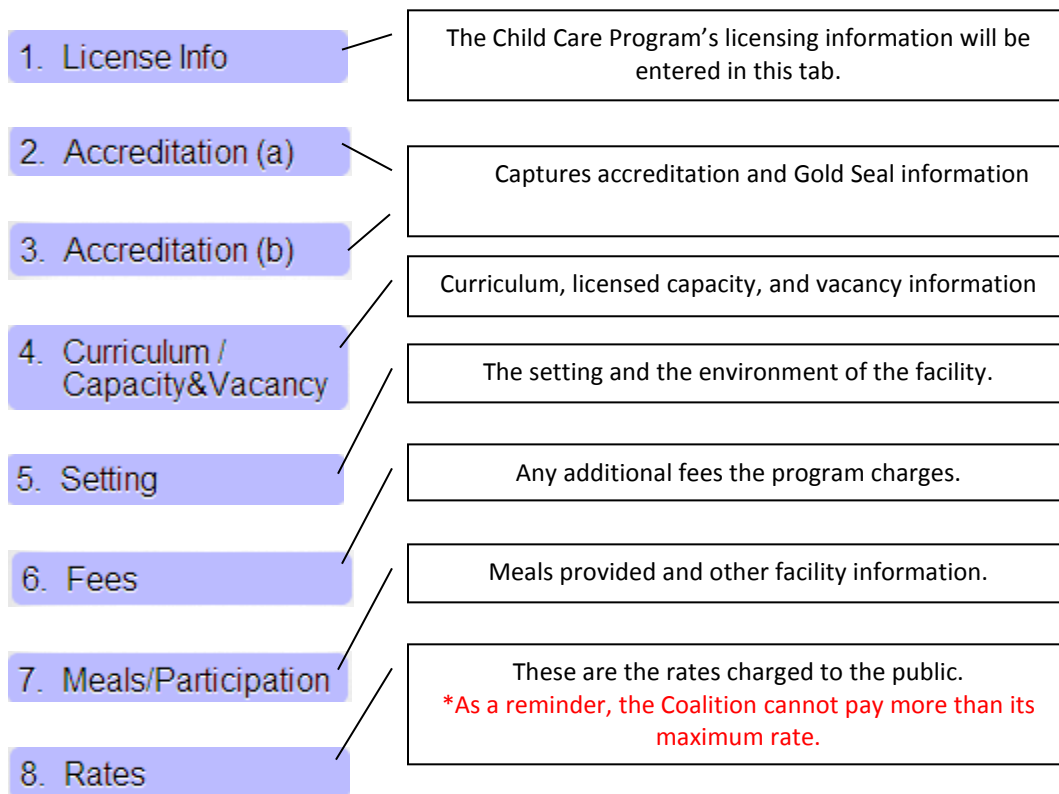 1. License Info
The Child Care Program’s licensing information will be
entered in this tab.
2. Accreditation (a)
Captures accreditation and Gold Seal information
3. Accreditation (b)
Curriculum, licensed capacity, and vacancy information
4. Curriculum /
Capacity&Vacancy
The setting and the environment of the facility.
5. Setting
Any additional fees the program charges.
6. Fees
Meals provided and other facility information.
7. Meals/Participation
These are the rates charged to the public.
*As a reminder, the Coalition cannot pay more than its
maximum rate.
8. Rates